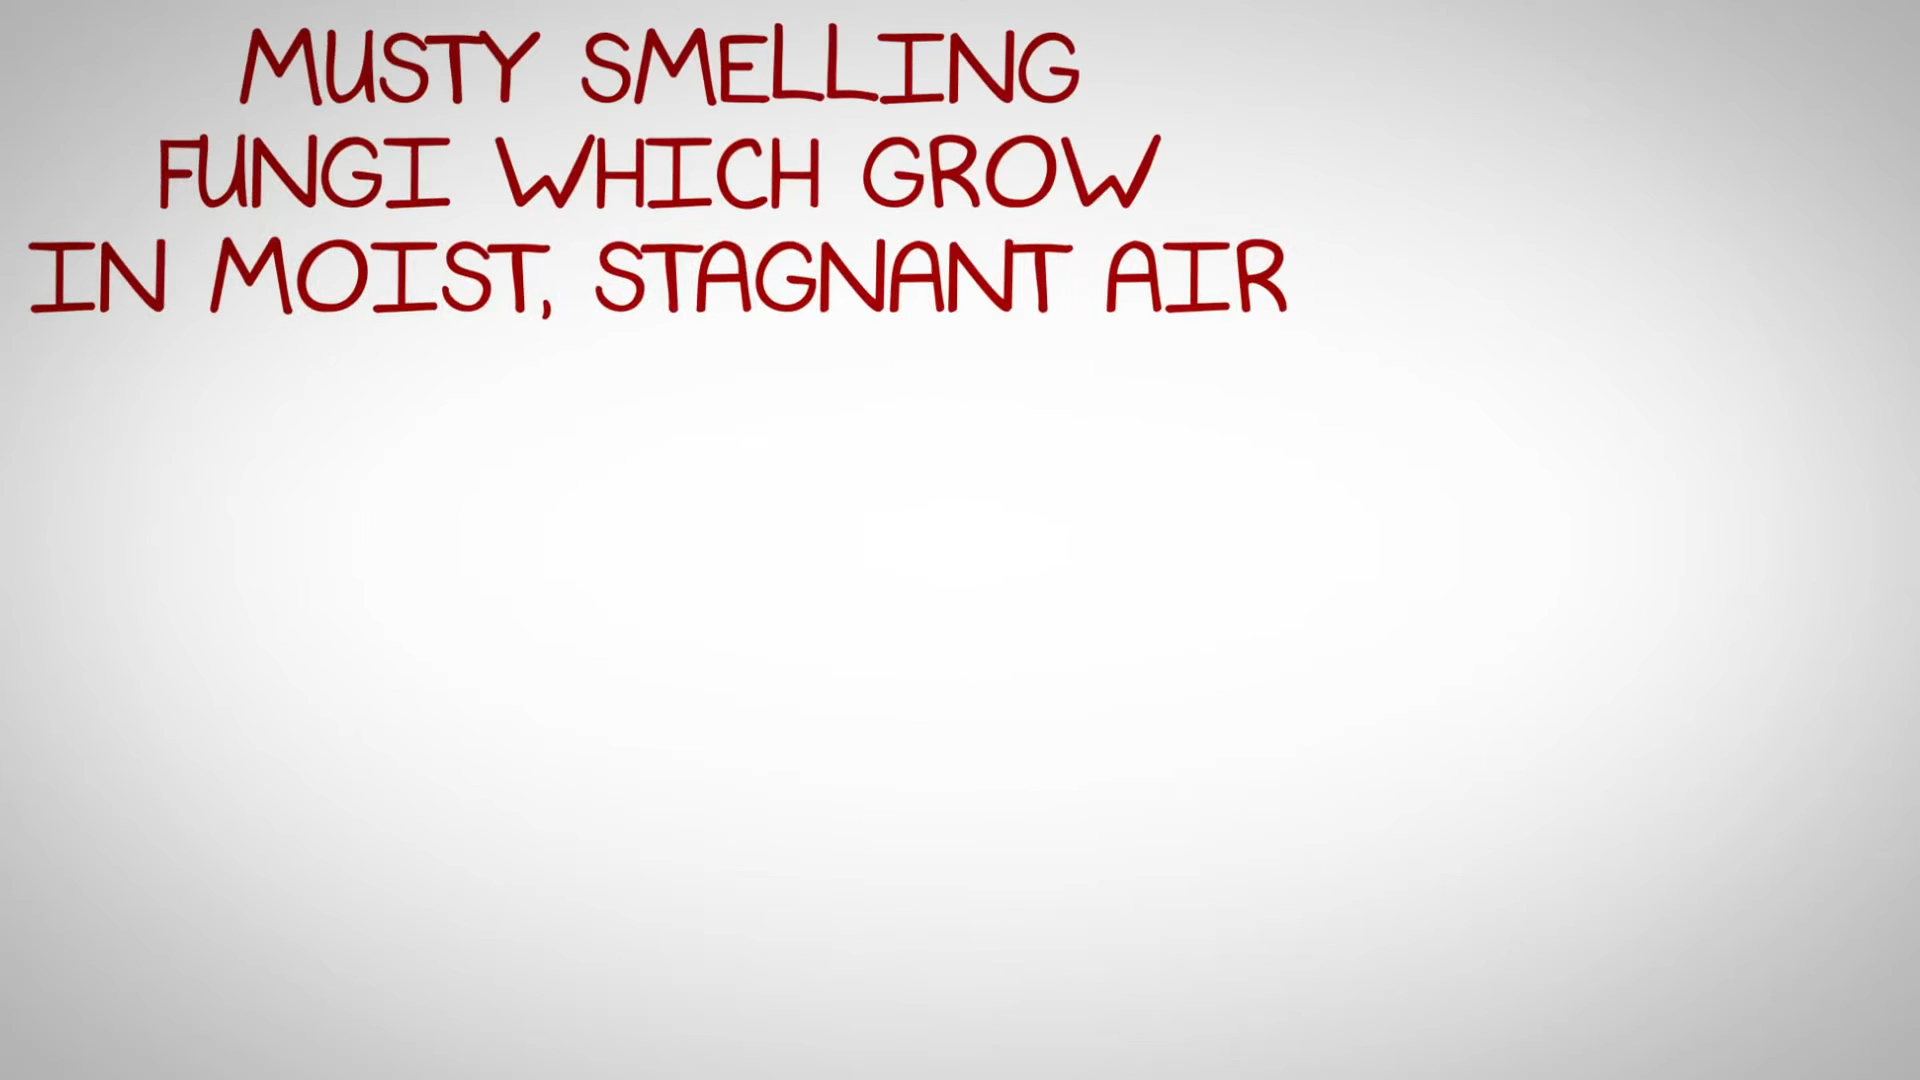 MUSTY SMELLING
FUNGI WHICH GROW
IN MOIST, STAGNANT AIR